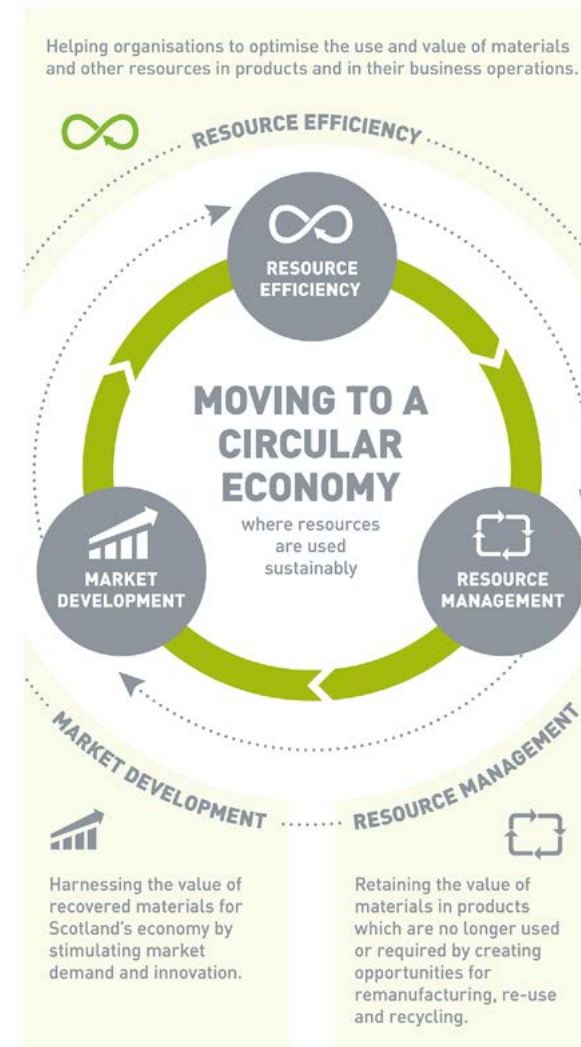 Helping organisations to optimise the use and value of materials
and other resources in products and in their business operations.
RESOURCE EFFICIENCY
RESOURCE
EFFICIENCY
MOVING TO A
CIRCULAR
ECONOMY
where resources
are used
sustainably
MARKET
DEVELOPMENT
RESOURCE
MANAGEMENT
MARKET DEVELOPMENT
RESOURCE MANAGEMENT
Harnessing the value of
recovered materials for
Scotland's economy by
stimulating market
demand and innovation.
Retaining the value of
materials in products
which are no longer used
or required by creating
opportunities for
remanufacturing, re-use
and recycling.